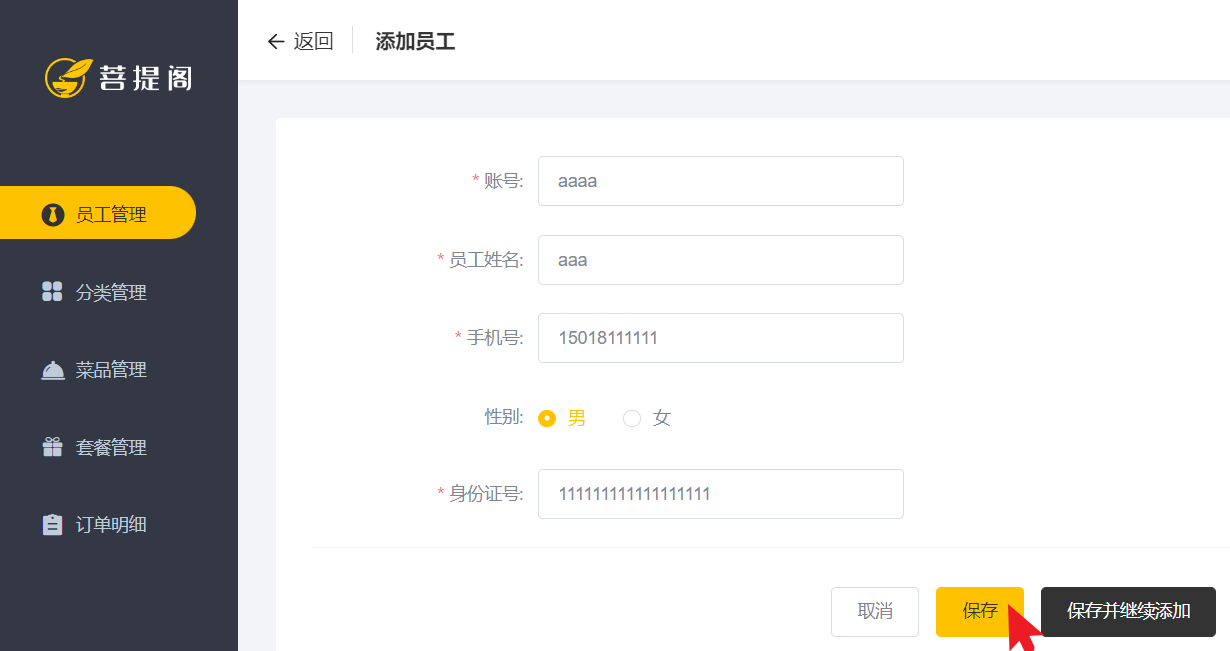 菩提阁
员工管理
分类管理
菜品管理
套餐管理
订单明细
返回 添加员工
* 账号: aaaa
* 员工姓名: aaa
* 手机号: 15018111111
性别: 男 女
* 身份证号: 111111111111111111
取消 保存 保存并继续添加